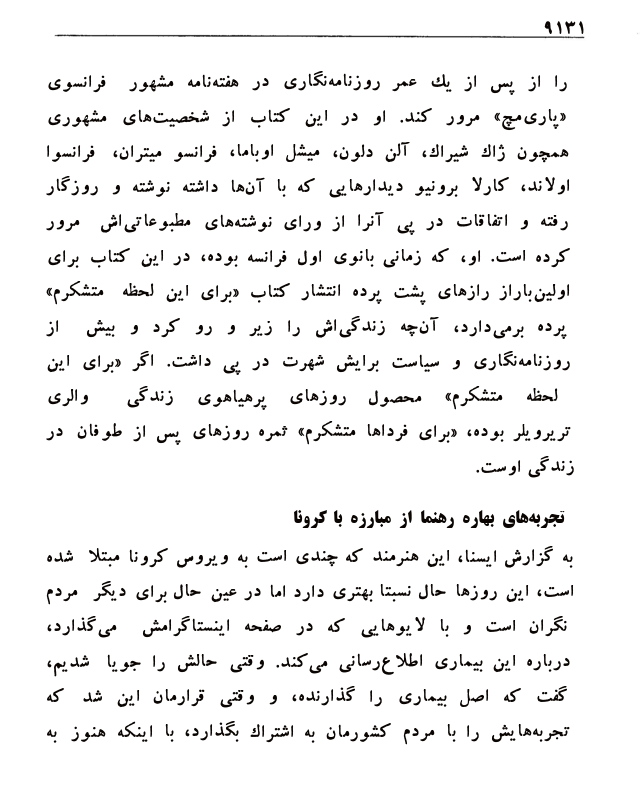 ۹۱۳۱
را از پس از یك عمر روزنامه‌نگاری در هفته‌نامه مشهور فرانسوی
«پاری‌مچ» مرور کند. او در این کتاب از شخصیت‌های مشهوری
همچون ژاك شیراك، آلن دلون، میشل اوباما، فرانسو میتران، فرانسوا
اولاند، کارلا برونیو دیدارهایی که با آن‌ها داشته نوشته و روزگار
رفته و اتفاقات در پی آنرا از ورای نوشته‌های مطبوعاتی‌اش مرور
کرده است. او، که زمانی بانوی اول فرانسه بوده، در این کتاب برای
اولین‌باراز رازهای پشت پرده انتشار کتاب «برای این لحظه متشکرم»
پرده برمی‌دارد، آن‌چه زندگی‌اش را زیر و رو کرد و بیش از
روزنامه‌نگاری و سیاست برایش شهرت در پی داشت. اگر «برای این
لحظه متشکرم» محصول روزهای پرهیاهوی زندگی والری
تریرویلر بوده، «برای فرداها متشکرم» ثمره روزهای پس از طوفان در
زندگی اوست.
تجربه‌های بهاره رهنما از مبارزه با کرونا
به گزارش ایسنا، این هنرمند که چندی است به ویروس کرونا مبتلا شده
است، این روزها حال نسبتا بهتری دارد اما در عین حال برای دیگر مردم
نگران است و با لایوهایی که در صفحه اینستاگرامش می‌گذارد،
درباره این بیماری اطلاع‌رسانی می‌کند. وقتی حالش را جویا شدیم،
گفت که اصل بیماری را گذارنده، و وقتی قرارمان این شد که
تجربه‌هایش را با مردم کشورمان به اشتراك بگذارد، با اینکه هنوز به